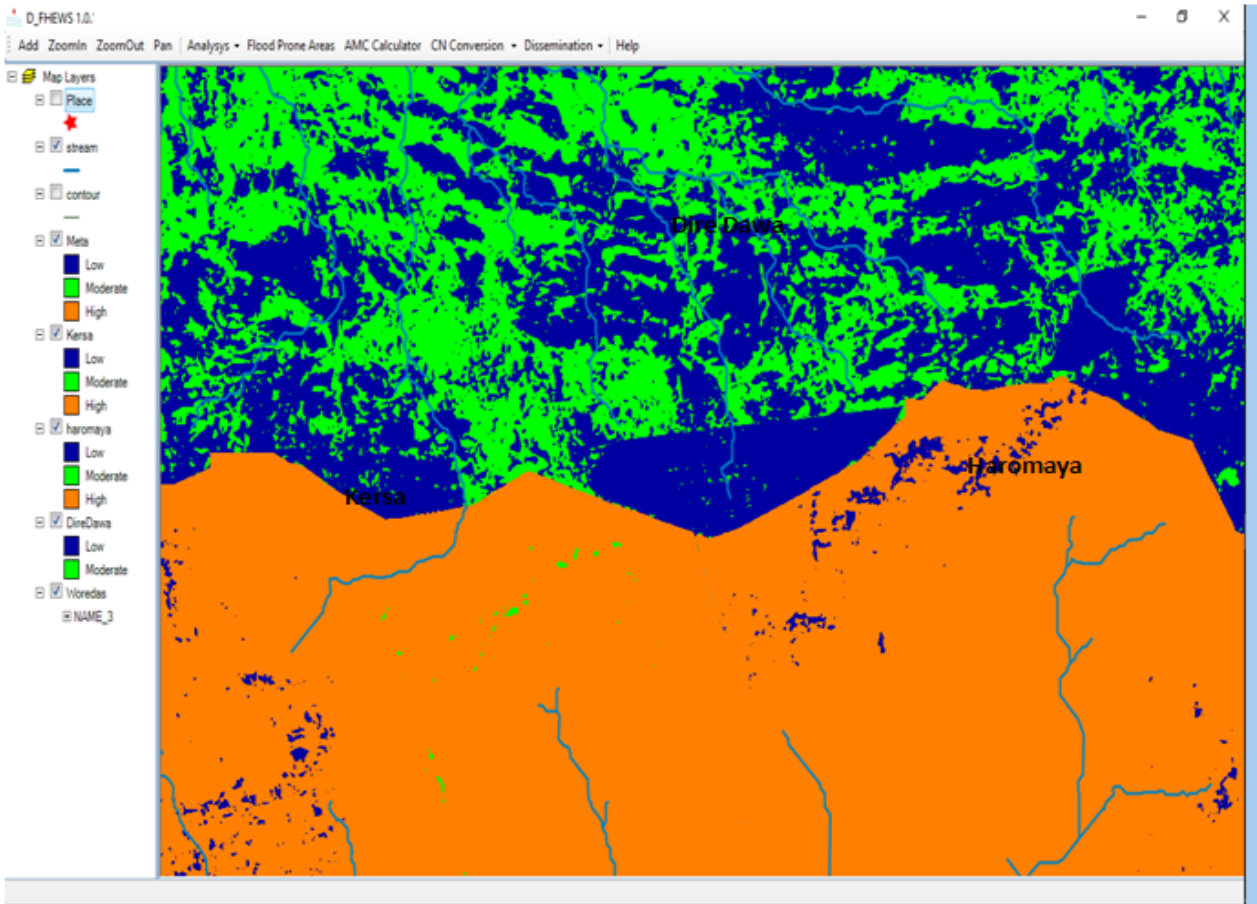 D_FHEWS 1.0.'
Add ZoomIn ZoomOut Pan Analysys Flood Prone Areas AMC Calculator CN Conversion Dissemination Help
Map Layers
Place
stream
contour
Meta
Low
Moderate
High
Kersa
Low
Moderate
High
haromaya
Low
Moderate
High
DireDawa
Low
Moderate
Woredas
NAME_3
Dire Dawa
Haromaya
Kersa